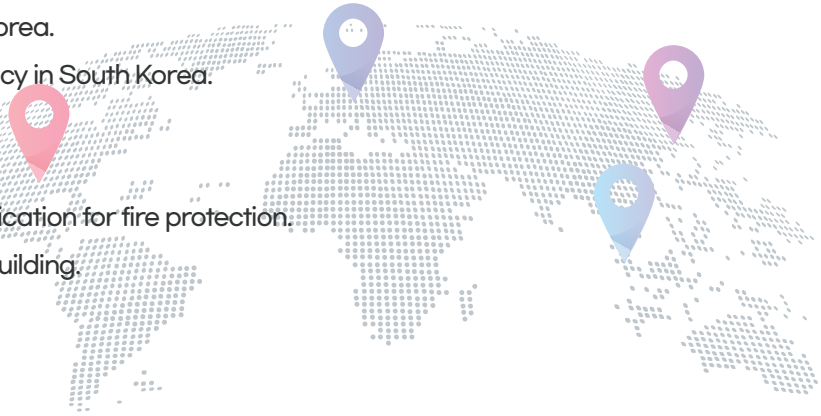 orea.
cy in South Korea.
ication for fire protection.
uilding.